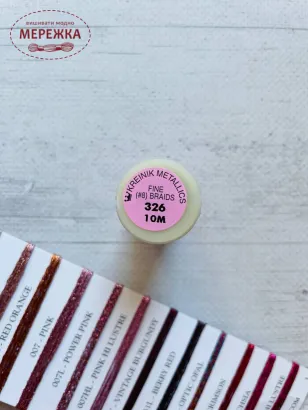 вишивати модно
МЕРЕЖКА
KREINIK METALLICS
FINE
(#8) BRAIDS
326
10M
RED ORANGE
007 - PINK
007L - POWER PINK
007HL - PINK HI LUSTRE
VINTAGE BURGUNDY
BERRY RED
OPAL